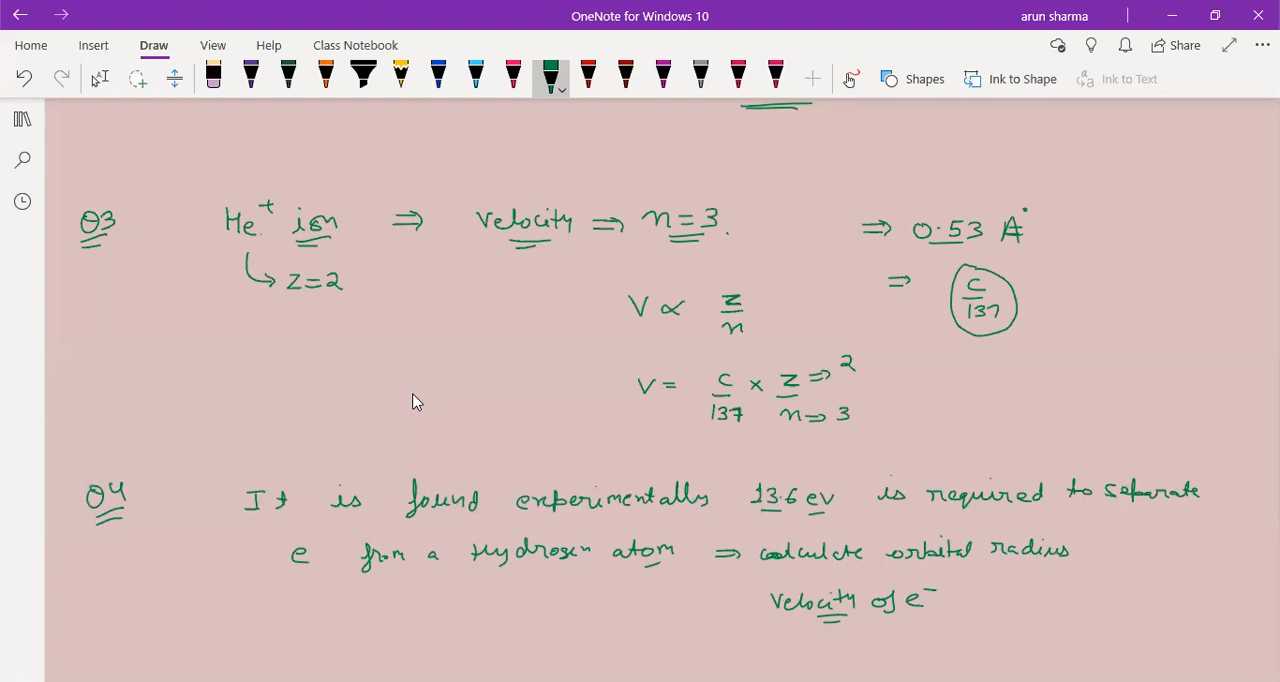 OneNote for Windows 10
arun sharma
Home Insert Draw View Help Class Notebook
Share
Shapes Ink to Shape Ink to Text
Q3 He+ ion ⇒ velocity ⇒ n=3. ⇒ 0.53 A°
↳ Z=2 ⇒ c/137
V ∝ Z/n
V = c/137 × Z⇒2/n⇒3
Q4 It is found experimentally 13.6 ev is required to separate
e from a Hydrogen atom ⇒ calculate orbital radius
velocity of e-